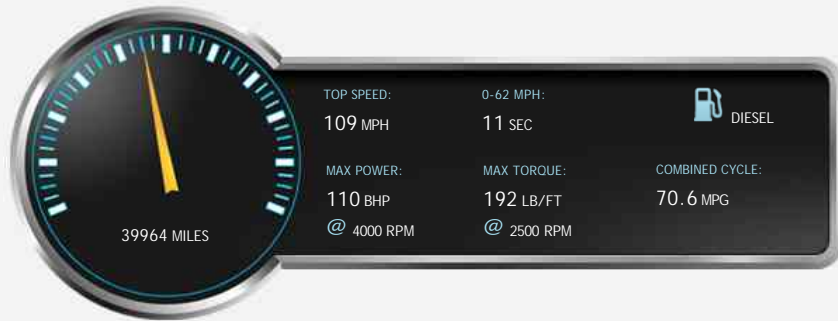 TOP SPEED:
109 MPH
0-62 MPH:
11 SEC
DIESEL
MAX POWER:
110 BHP
@ 4000 RPM
MAX TORQUE:
192 LB/FT
@ 2500 RPM
COMBINED CYCLE:
70.6 MPG
39964 MILES